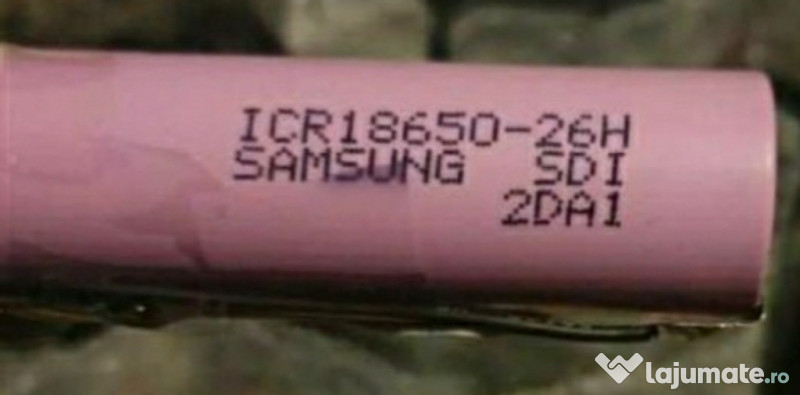 ICR18650-26H
SAMSUNG SDI
2DA1
lajumate.ro